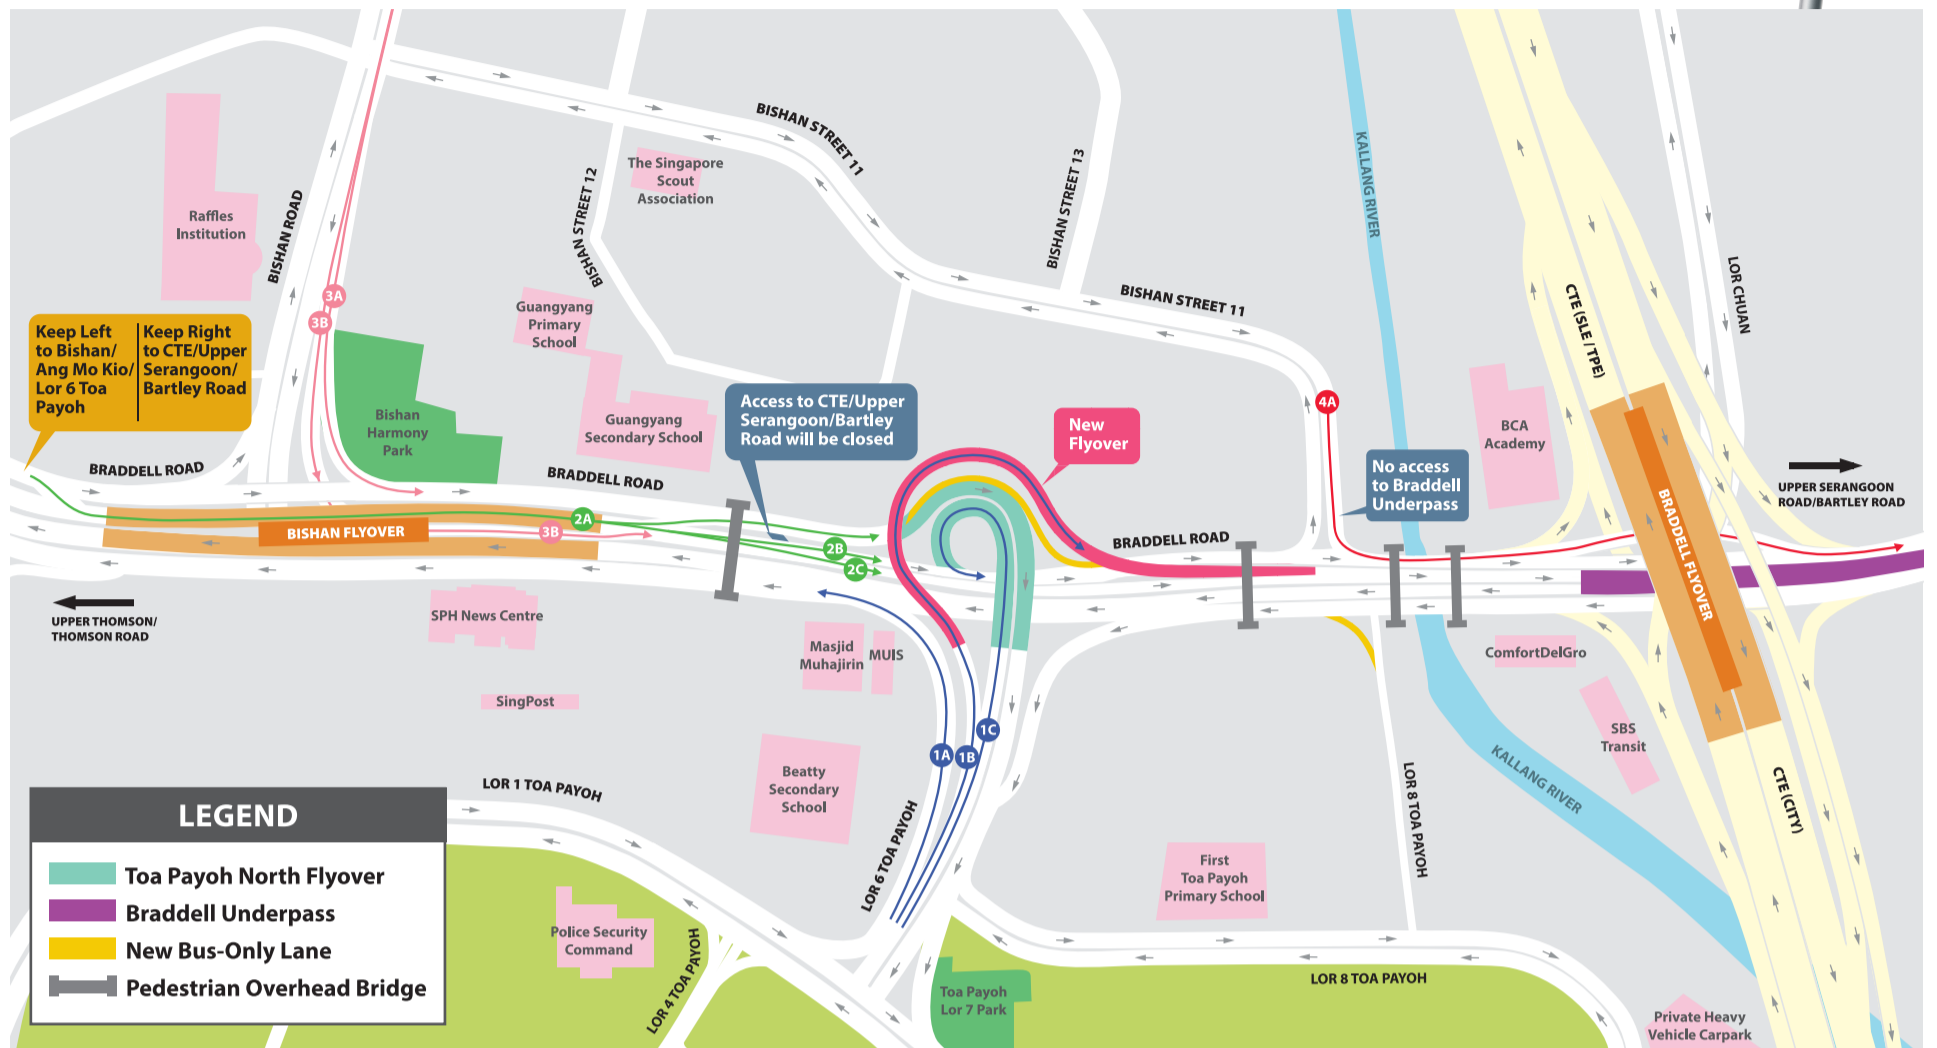 BISHAN STREET 11
BISHAN STREET 12
BISHAN STREET 13
The Singapore
Scout
Association
KALLANG RIVER
Raffles
Institution
BISHAN ROAD
3A
3B
Guangyang
Primary
School
BISHAN
BISHAN STREET 11
CTE (SLE / TPE)
LOR CHUAN
Keep Left
to Bishan/
Ang Mo Kio/
Lor 6 Toa
Payoh
Keep Right
to CTE/Upper
Serangoon/
Bartley Road
Bishan
Harmony
Park
Guangyang
Secondary School
Access to CTE/Upper
Serangoon/Bartley
Road will be closed
New
Flyover
4A
BCA
Academy
No access
to Braddell
Underpass
BRADDELL ROAD
BRADDELL ROAD
BRADDELL ROAD
UPPER SERANGOON
ROAD/BARTLEY ROAD
BISHAN FLYOVER
2A
3B
2B
2C
BRADDELL FLYOVER
UPPER THOMSON/
THOMSON ROAD
SPH News Centre
Masjid
Muhajirin
MUIS
ComfortDelGro
SingPost
1A
1B
1C
SBS
Transit
KALLANG RIVER
CTE (CITY)
Beatty
Secondary
School
LOR 1 TOA PAYOH
LOR 6 TOA PAYOH
LOR 8 TOA PAYOH
First
Toa Payoh
Primary School
LEGEND
Toa Payoh North Flyover
Braddell Underpass
New Bus-Only Lane
Pedestrian Overhead Bridge
Police Security
Command
LOR 4 TOA PAYOH
Toa Payoh
Lor 7 Park
LOR 8 TOA PAYOH
Private Heavy
Vehicle Carpark